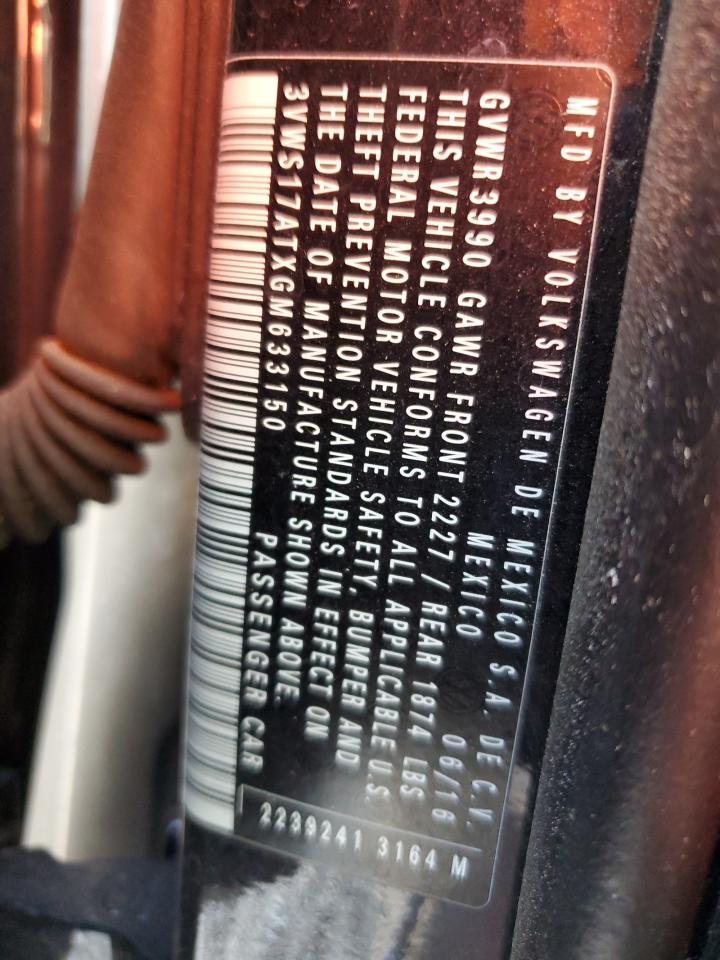 MFD BY VOLKSWAGEN DE MEXICO S.A. DE C.V.
MEXICO 06/16
GVWR3990 GAWR FRONT 2227 / REAR 1874 LBS
THIS VEHICLE CONFORMS TO ALL APPLICABLE U.S.
FEDERAL MOTOR VEHICLE SAFETY, BUMPER AND
THEFT PREVENTION STANDARDS IN EFFECT ON
THE DATE OF MANUFACTURE SHOWN ABOVE.
3VWS17ATXGM633150 PASSENGER CAR
2239241 3164 M